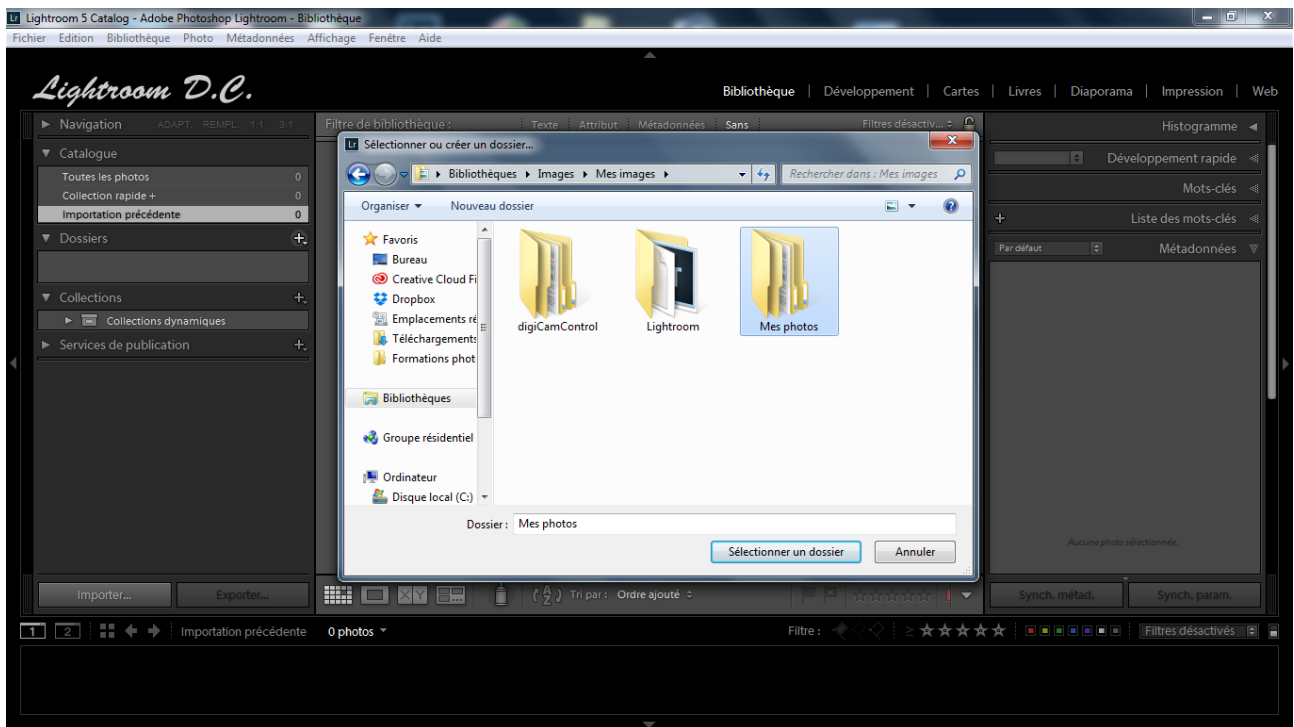 Lightroom 5 Catalog - Adobe Photoshop Lightroom - Bibliothèque
Fichier Edition Bibliothèque Photo Métadonnées Affichage Fenêtre Aide
Lightroom D.C.
Bibliothèque | Développement | Cartes | Livres | Diaporama | Impression | Web
Navigation ADAPT. REMPL. 1:1 3:1
Catalogue
Toutes les photos 0
Collection rapide + 0
Importation précédente 0
Dossiers
Collections
Collections dynamiques
Services de publication
Importer... Exporter...
Filtre de bibliothèque : Texte Attribut Métadonnées Sans Filtres désactiv...
Sélectionner ou créer un dossier...
Bibliothèques Images Mes images
Rechercher dans : Mes images
Organiser Nouveau dossier
Favoris
Bureau
Creative Cloud Fi
Dropbox
Emplacements ré
Téléchargements
Formations phot
Bibliothèques
Groupe résidentiel
Ordinateur
Disque local (C:)
digiCamControl
Lightroom
Mes photos
Dossier : Mes photos
Sélectionner un dossier Annuler
Tri par : Ordre ajouté
Histogramme
Développement rapide
Mots-clés
Liste des mots-clés
Par défaut Métadonnées
Aucune photo sélectionnée.
Synch. métad. Synch. param.
1 2 Importation précédente 0 photos Filtre : Filtres désactivés